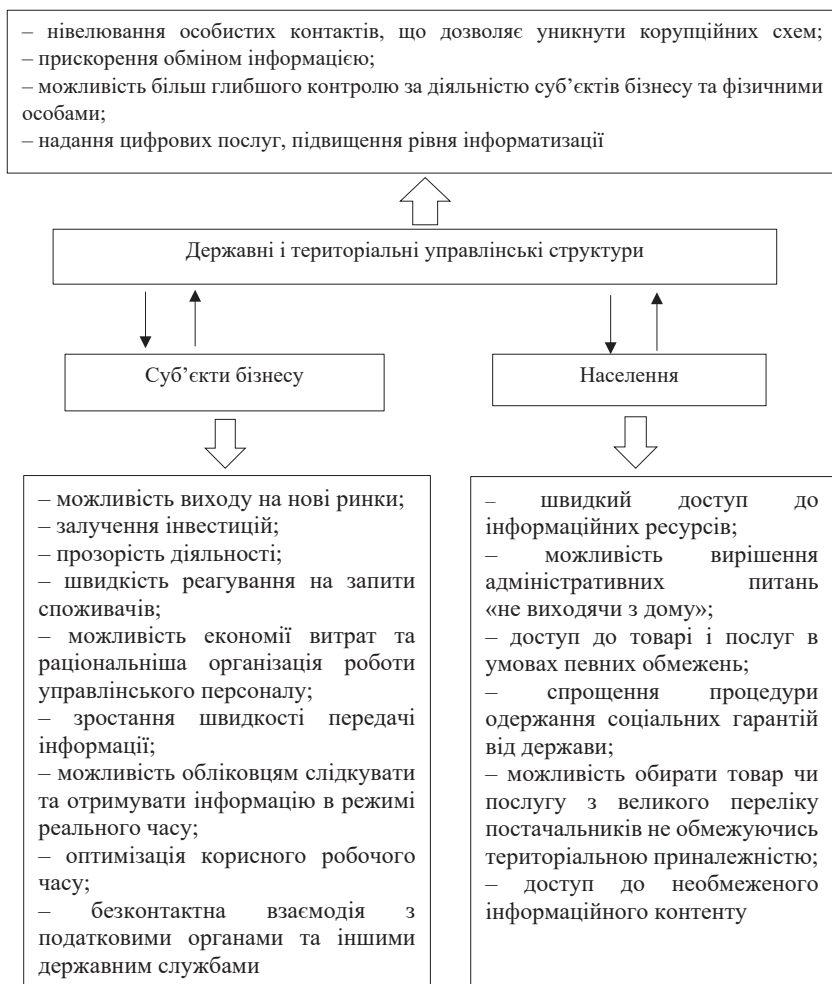 – нівелювання особистих контактів, що дозволяє уникнути корупційних схем;
– прискорення обміном інформацією;
– можливість більш глибшого контролю за діяльністю суб’єктів бізнесу та фізичними
особами;
– надання цифрових послуг, підвищення рівня інформатизації
Державні і територіальні управлінські структури
Суб’єкти бізнесу
Населення
– можливість виходу на нові ринки;
– залучення інвестицій;
– прозорість діяльності;
– швидкість реагування на запити
споживачів;
– можливість економії витрат та
раціональніша організація роботи
управлінського персоналу;
– зростання швидкості передачі
інформації;
– можливість обліковцям слідкувати
та отримувати інформацію в режимі
реального часу;
– оптимізація корисного робочого
часу;
– безконтактна взаємодія з
податковими органами та іншими
державним службами
– швидкий доступ до
інформаційних ресурсів;
– можливість вирішення
адміністративних питань
«не виходячи з дому»;
– доступ до товарі і послуг в
умовах певних обмежень;
– спрощення процедури
одержання соціальних гарантій
від держави;
– можливість обирати товар чи
послугу з великого переліку
постачальників не обмежуючись
територіальною приналежністю;
– доступ до необмеженого
інформаційного контенту